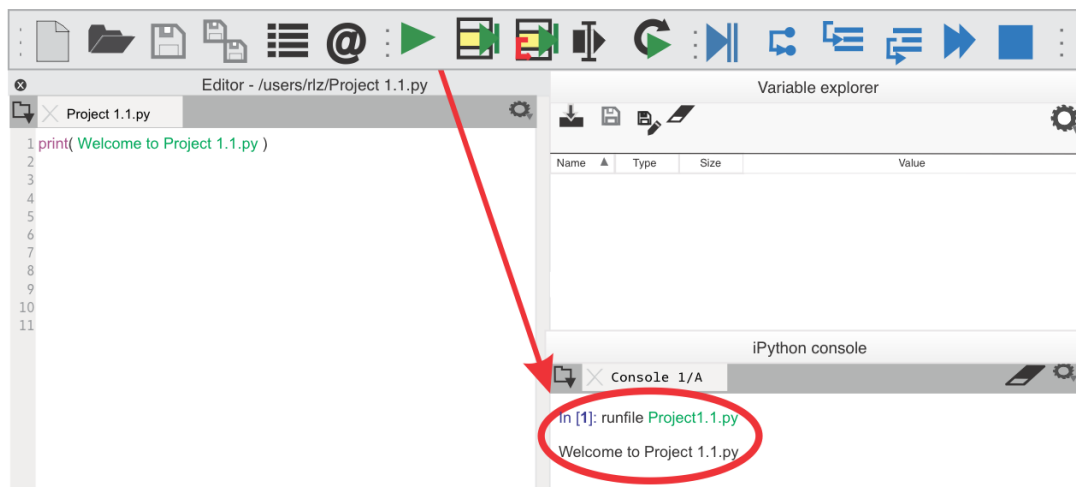 @
Editor - /users/rlz/Project 1.1.py
Project 1.1.py
1 print( Welcome to Project 1.1.py )
2
3
4
5
6
7
8
9
10
11
Variable explorer
Name Type Size Value
iPython console
Console 1/A
In [1]: runfile Project1.1.py
Welcome to Project 1.1.py